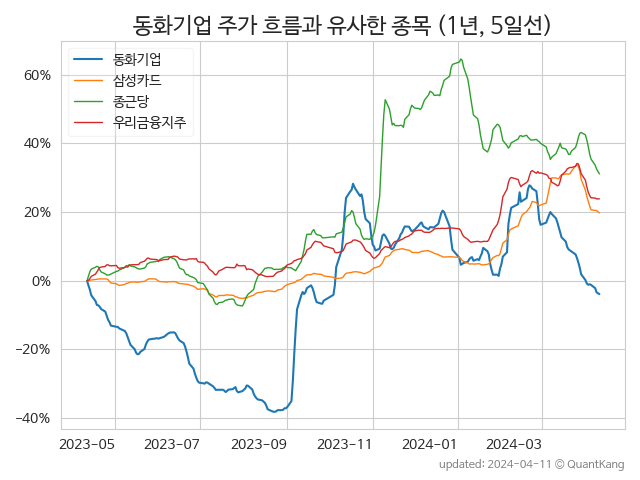 동화기업 주가 흐름과 유사한 종목 (1년, 5일선)
동화기업
삼성카드
종근당
우리금융지주
60%
40%
20%
0%
−20%
−40%
2023-05 2023-07 2023-09 2023-11 2024-01 2024-03
updated: 2024-04-11 © QuantKang